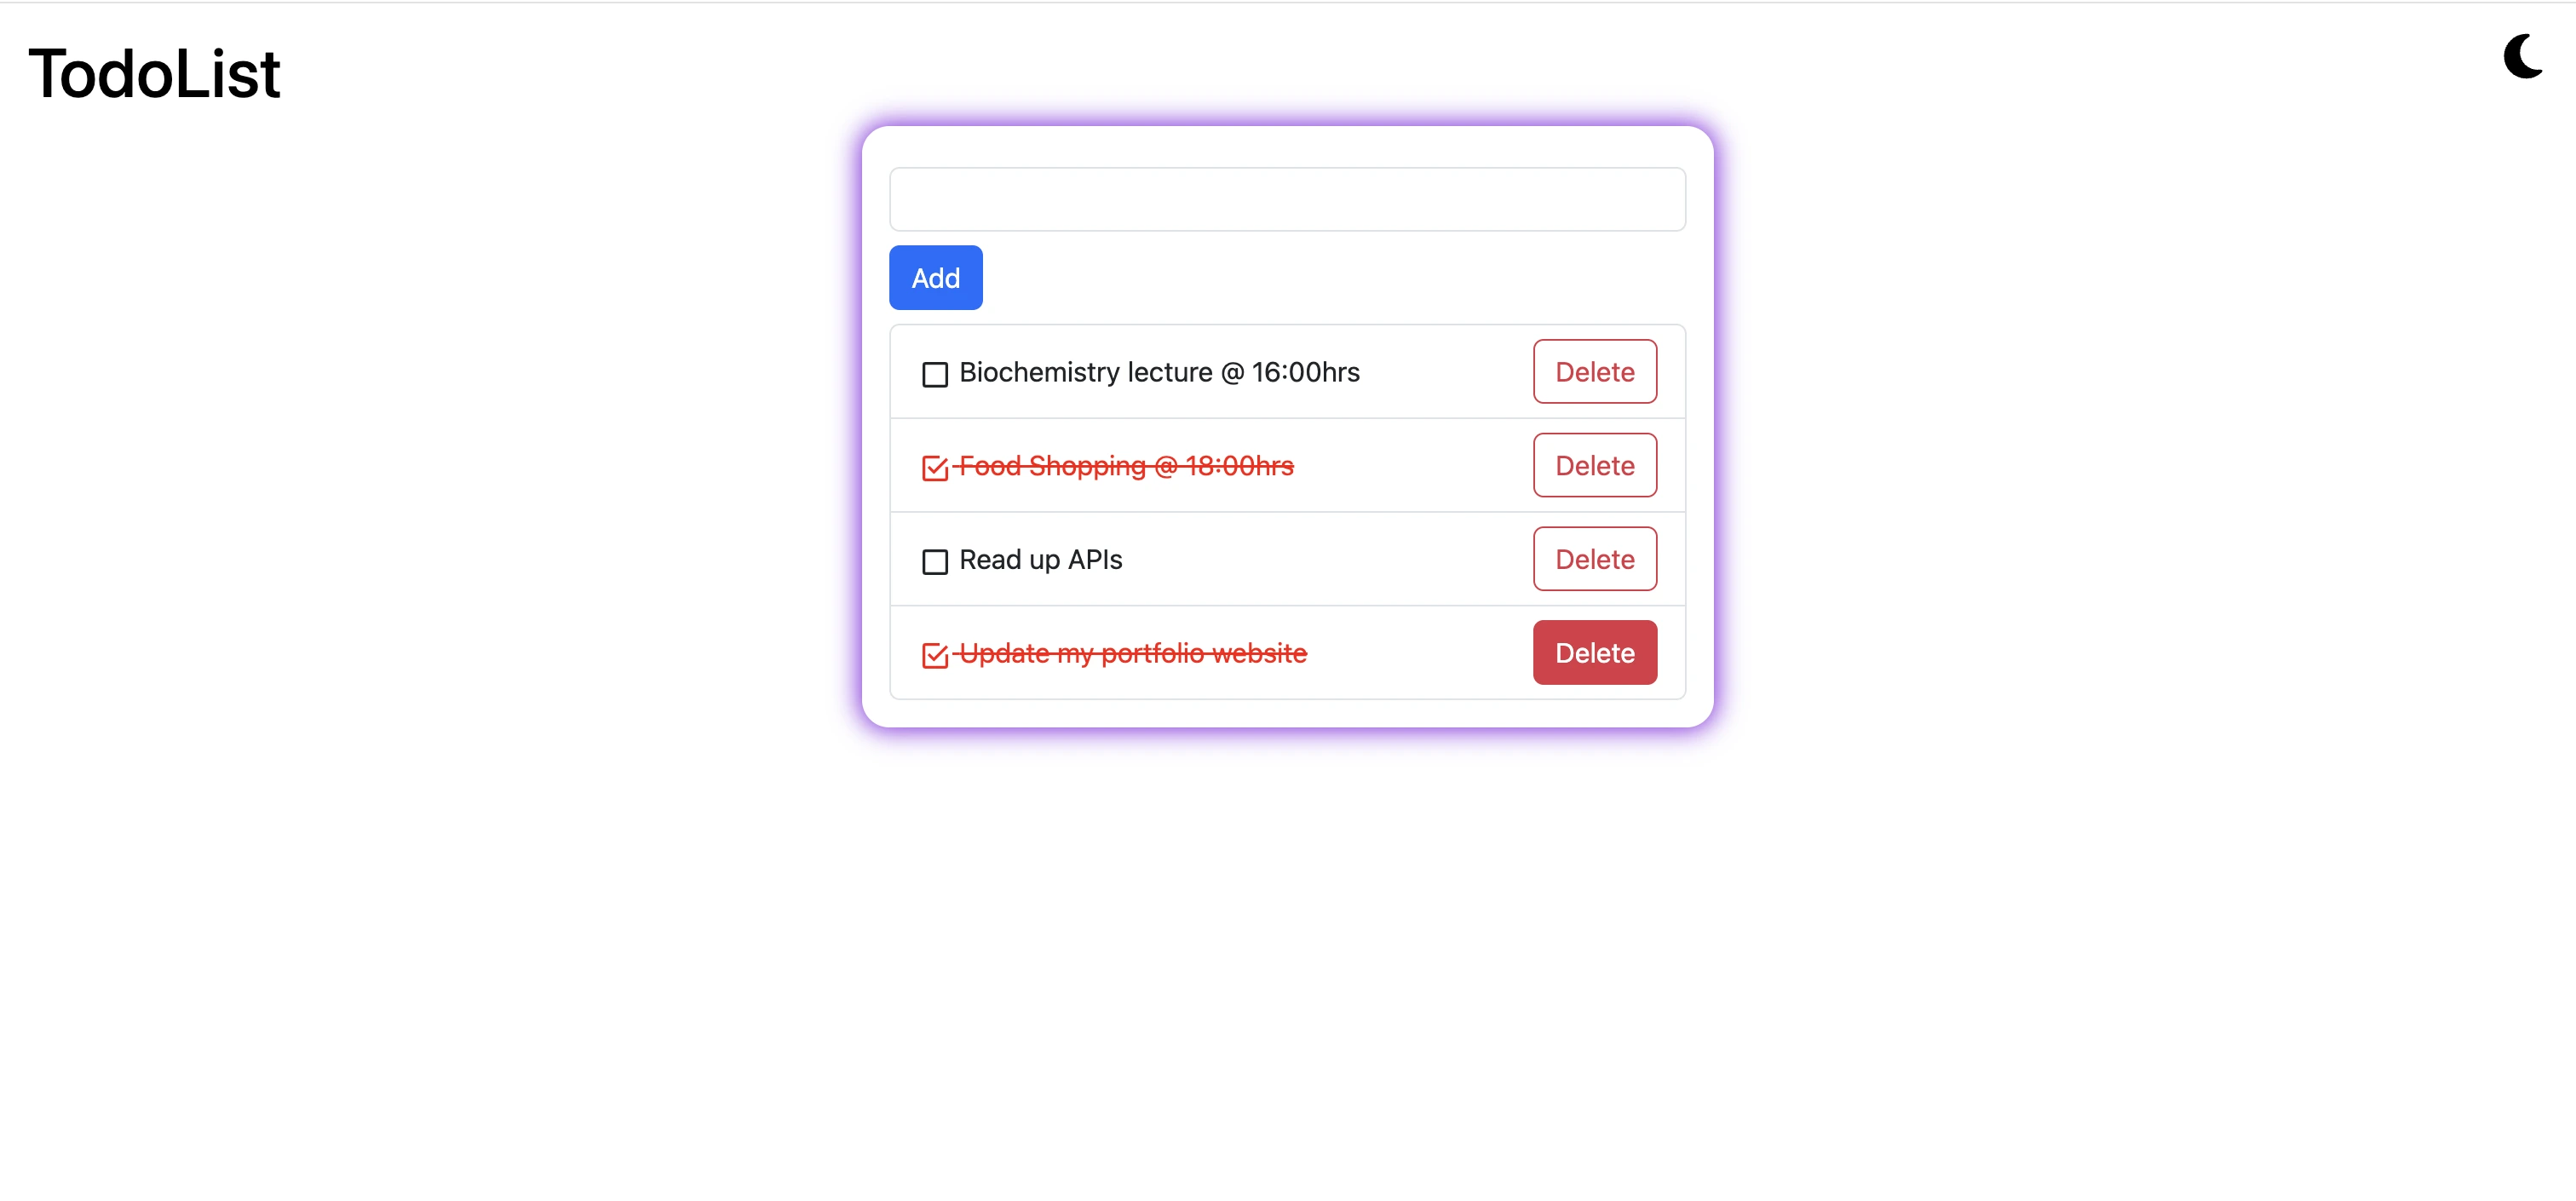 TodoList
Add
Biochemistry lecture @ 16:00hrs Delete
Food Shopping @ 18:00hrs Delete
Read up APIs Delete
Update my portfolio website Delete